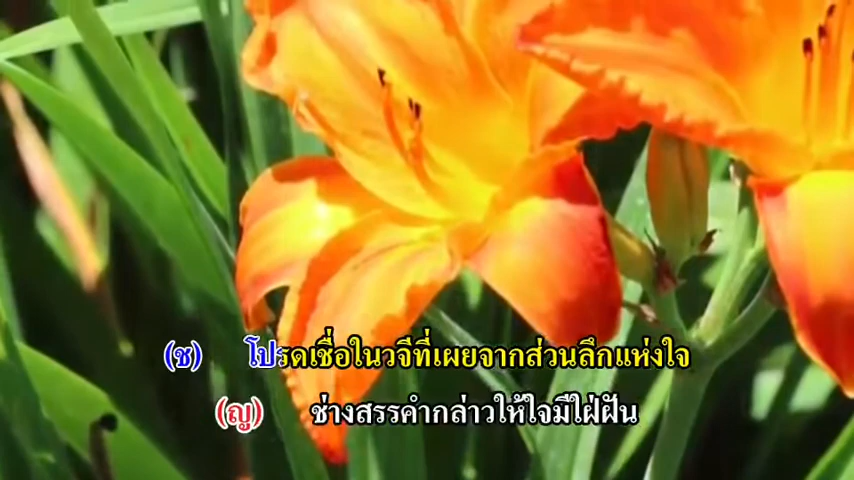 (ช) โปรดเชื่อในวจีที่เผยจากส่วนลึกแห่งใจ
(ญ) ช่างสรรคำกล่าวให้ใจมีใฝ่ฝัน